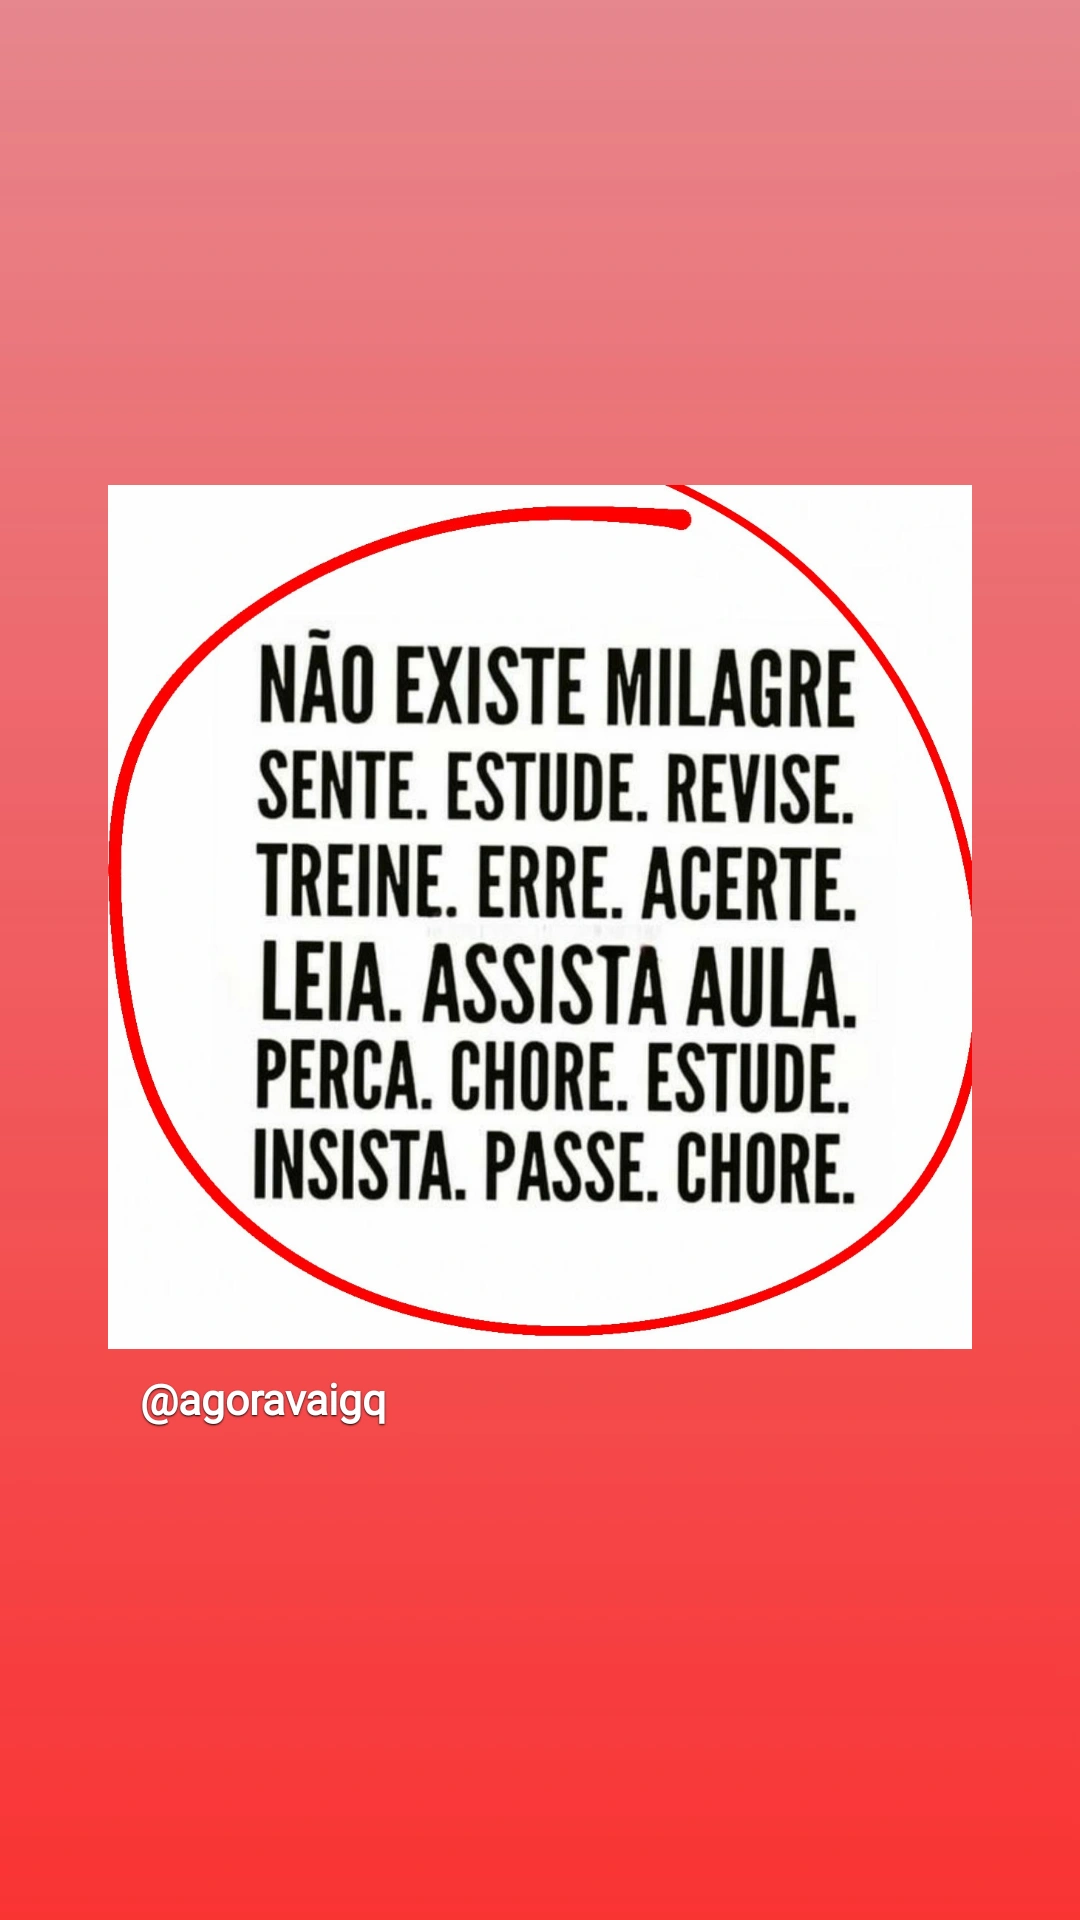 NÃO EXISTE MILAGRE
SENTE. ESTUDE. REVISE.
TREINE. ERRE. ACERTE.
LEIA. ASSISTA AULA.
PERCA. CHORE. ESTUDE.
INSISTA. PASSE. CHORE.
@agoravaigq